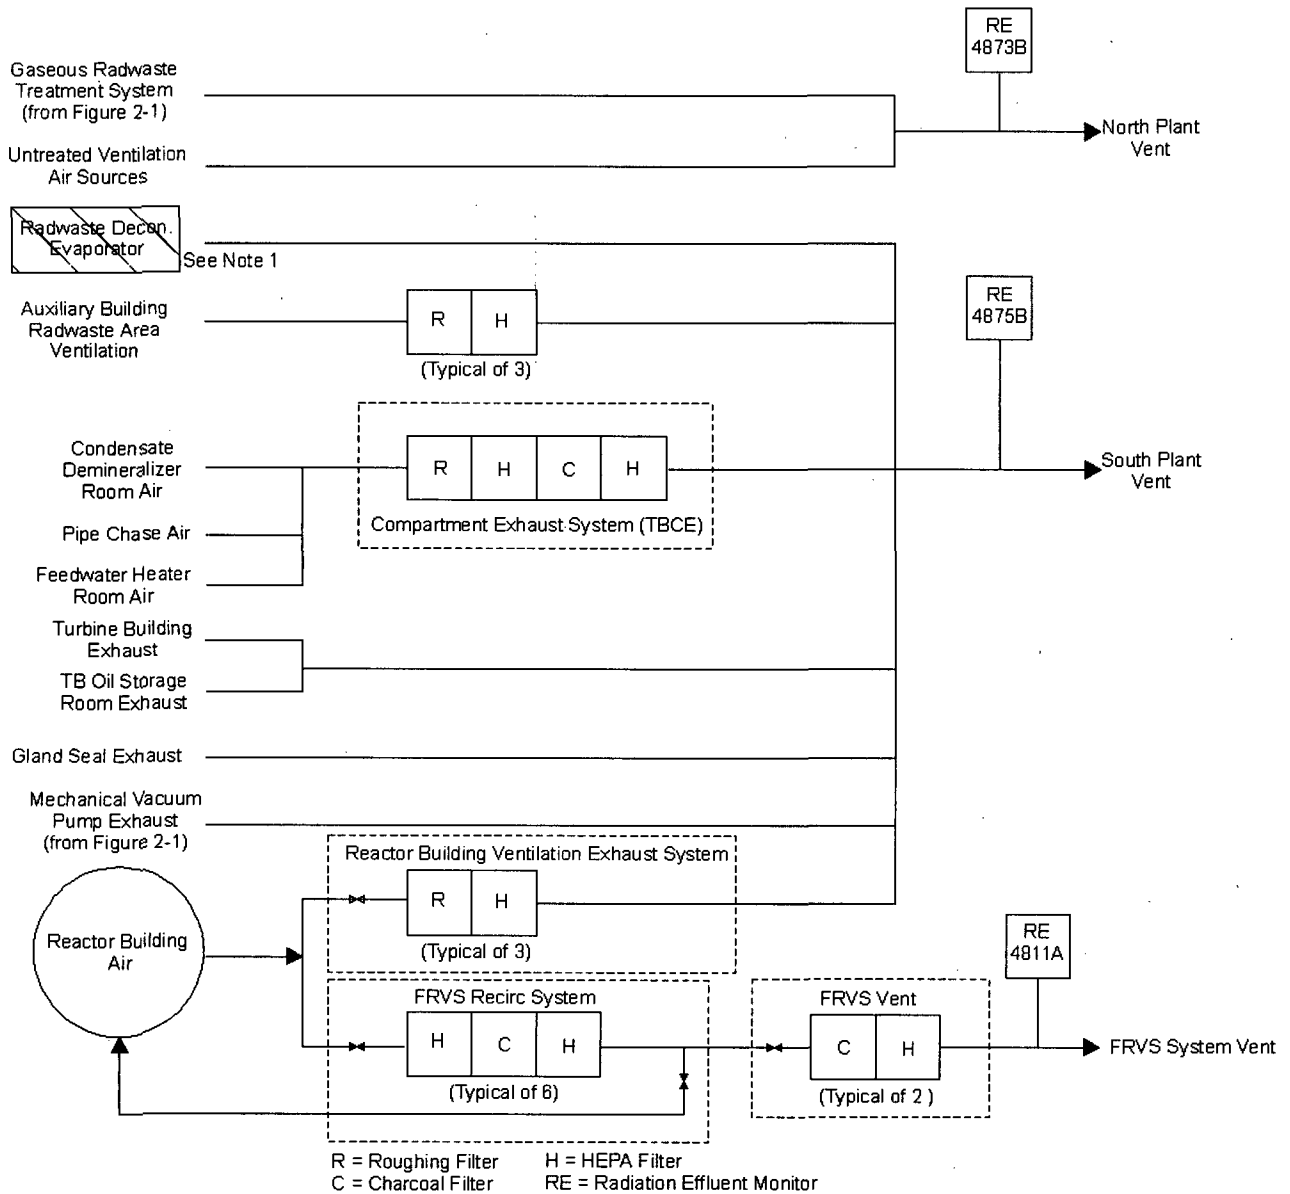 RE
4873B
Gaseous Radwaste
Treatment System
(from Figure 2-1)
North Plant
Vent
Untreated Ventilation
Air Sources
Radwaste Decon.
Evaporator
See Note 1
Auxiliary Building
Radwaste Area
Ventilation
R H
(Typical of 3)
RE
4875B
Condensate
Demineralizer
Room Air
R H C H
Compartment Exhaust System (TBCE)
South Plant
Vent
Pipe Chase Air
Feedwater Heater
Room Air
Turbine Building
Exhaust
TB Oil Storage
Room Exhaust
Gland Seal Exhaust
Mechanical Vacuum
Pump Exhaust
(from Figure 2-1)
Reactor Building Ventilation Exhaust System
R H
(Typical of 3)
Reactor Building
Air
RE
4811A
FRVS Recirc System
H C H
(Typical of 6)
FRVS Vent
C H
(Typical of 2 )
FRVS System Vent
R = Roughing Filter H = HEPA Filter
C = Charcoal Filter RE = Radiation Effluent Monitor